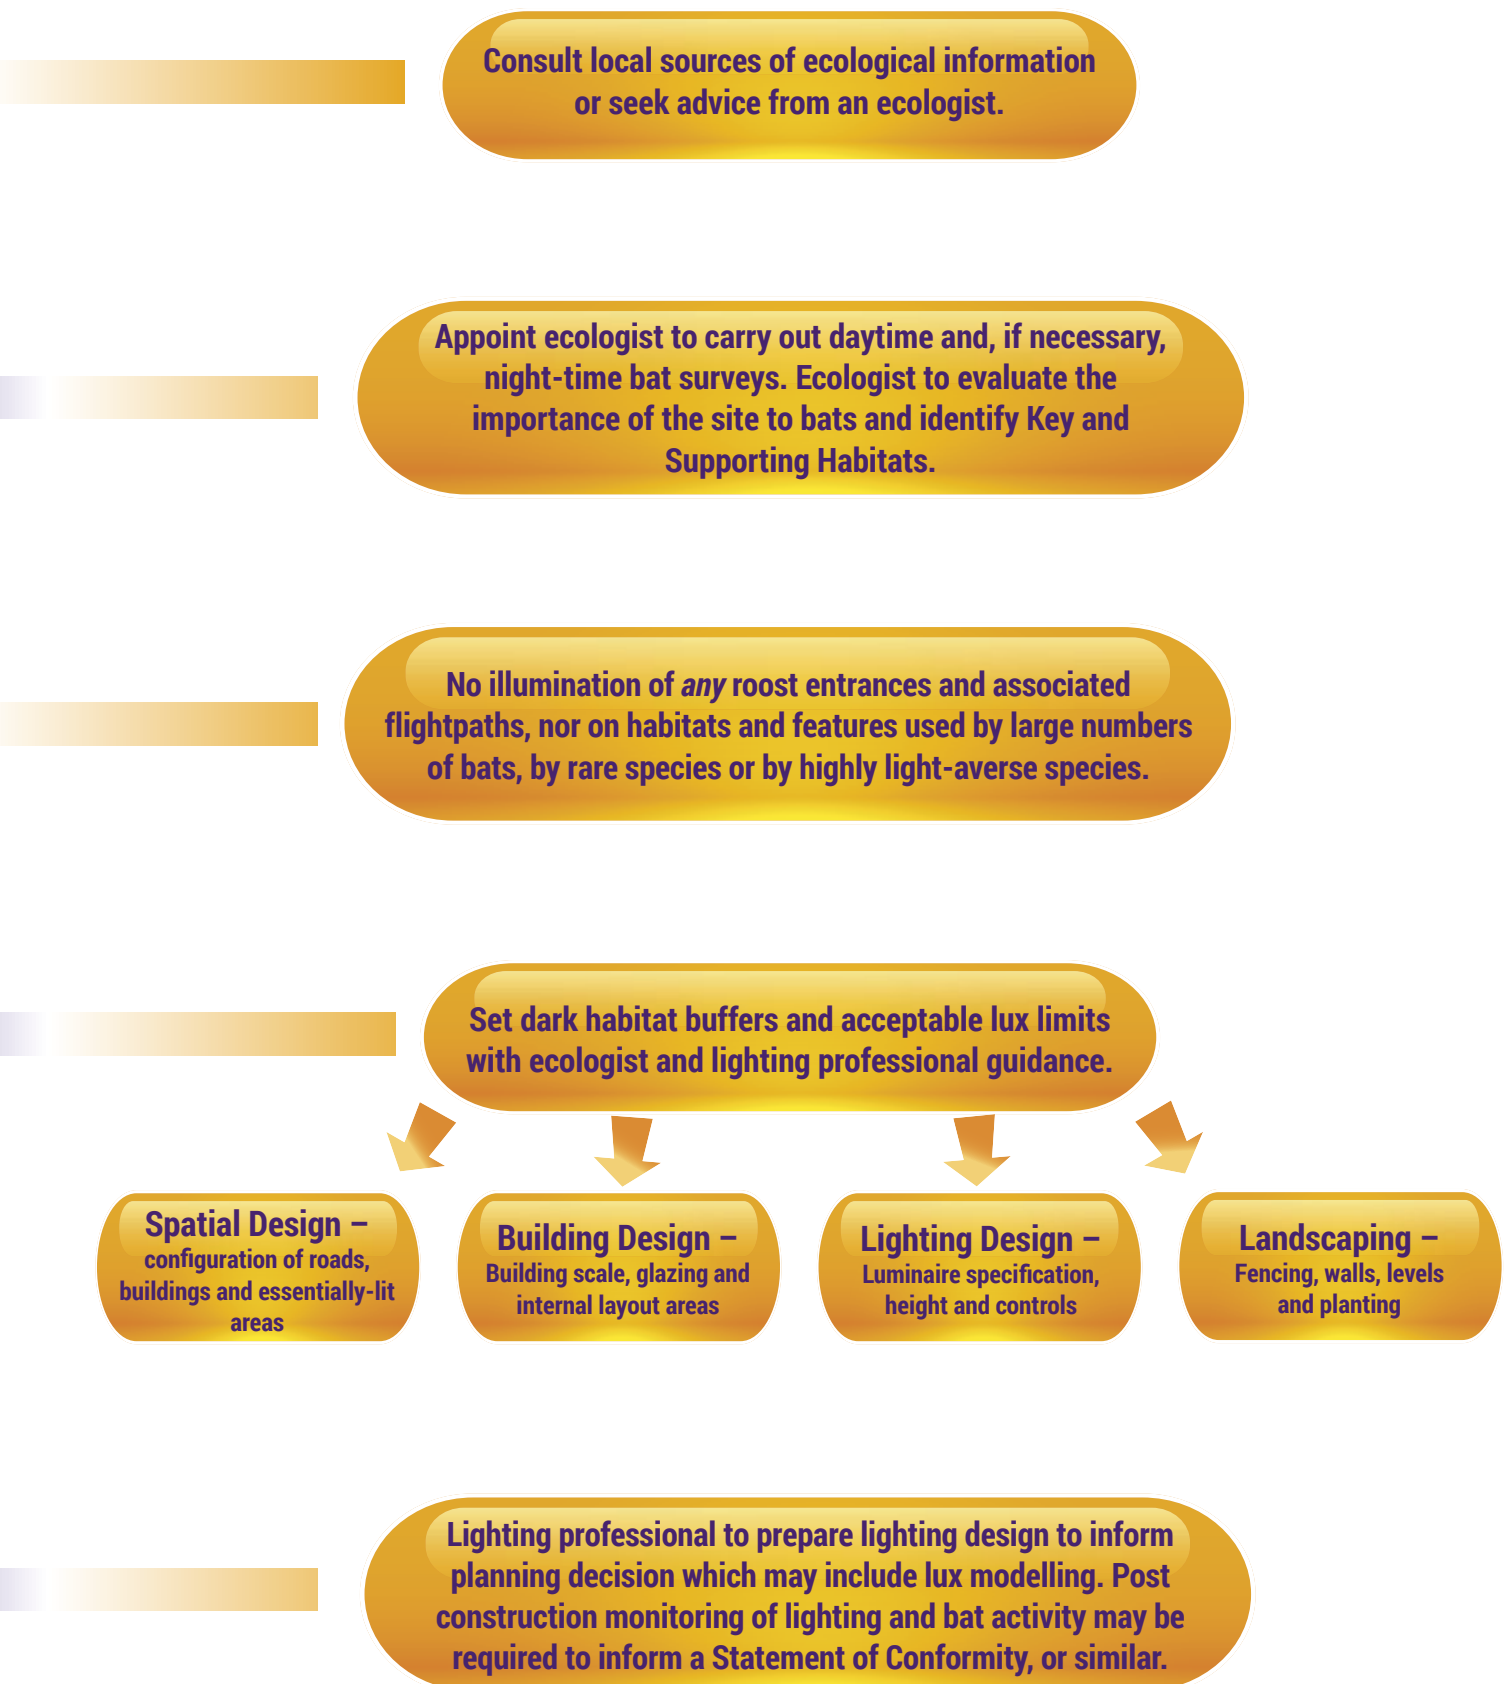 Consult local sources of ecological information
or seek advice from an ecologist.
Appoint ecologist to carry out daytime and, if necessary,
night-time bat surveys. Ecologist to evaluate the
importance of the site to bats and identify Key and
Supporting Habitats.
No illumination of any roost entrances and associated
flightpaths, nor on habitats and features used by large numbers
of bats, by rare species or by highly light-averse species.
Set dark habitat buffers and acceptable lux limits
with ecologist and lighting professional guidance.
Spatial Design –
configuration of roads,
buildings and essentially-lit
areas
Building Design –
Building scale, glazing and
internal layout areas
Lighting Design –
Luminaire specification,
height and controls
Landscaping –
Fencing, walls, levels
and planting
Lighting professional to prepare lighting design to inform
planning decision which may include lux modelling. Post
construction monitoring of lighting and bat activity may be
required to inform a Statement of Conformity, or similar.